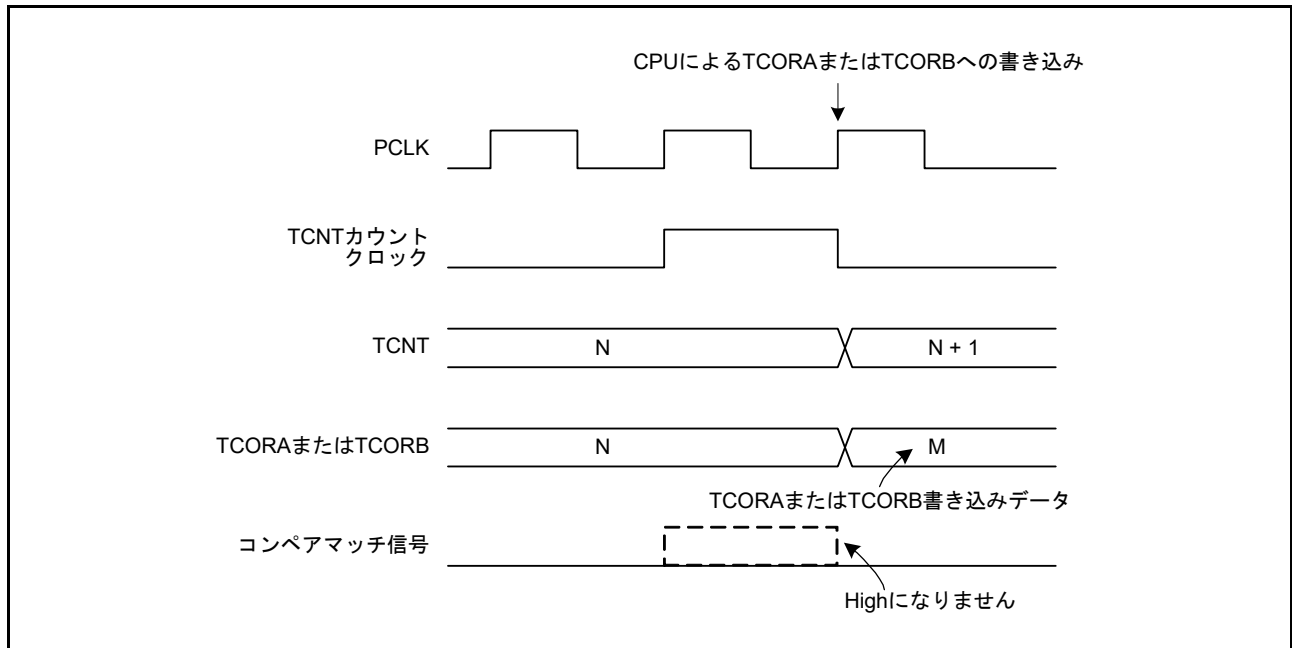 CPUによるTCORAまたはTCORBへの書き込み
PCLK
TCNTカウント
クロック
TCNT
N
N + 1
TCORAまたはTCORB
N
M
TCORAまたはTCORB書き込みデータ
コンペアマッチ信号
Highになりません